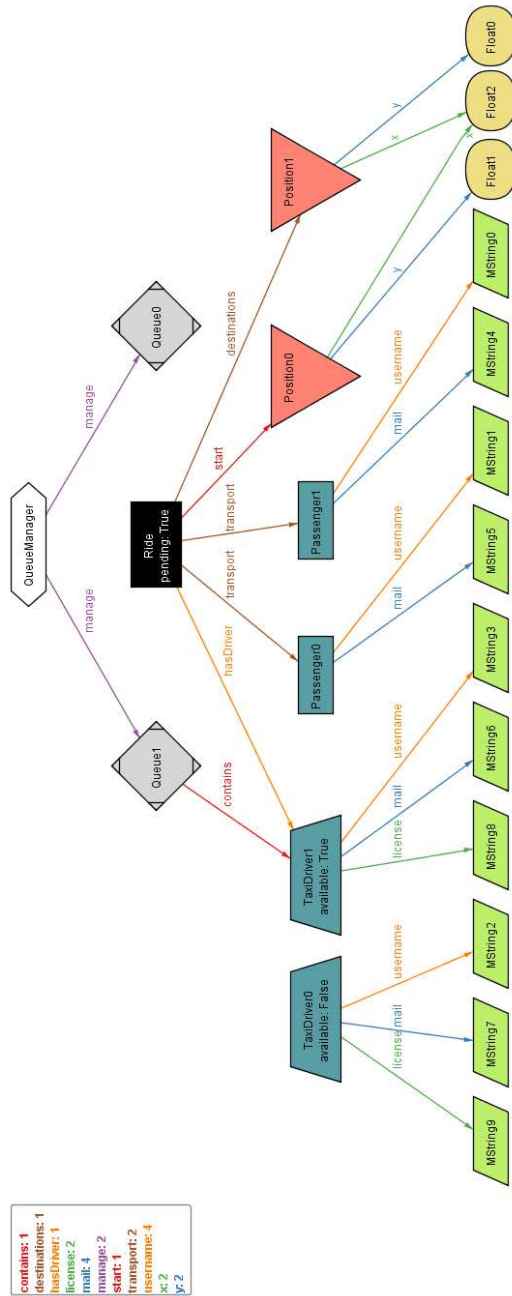 contains: 1
destinations: 1
hasDriver: 1
license: 2
mail: 4
manage: 2
start: 1
transport: 2
username: 4
x: 2
y: 2
QueueManager
manage
manage
Queue1
Queue0
Ride
pending: True
contains
hasDriver
transport
transport
start
destinations
TaxiDriver0
available: False
TaxiDriver1
available: True
Passenger0
Passenger1
Position0
Position1
license
mail
username
license
mail
username
mail
username
mail
username
y
x
x
y
MString9
MString7
MString2
MString8
MString6
MString3
MString5
MString1
MString4
MString0
Float1
Float2
Float0